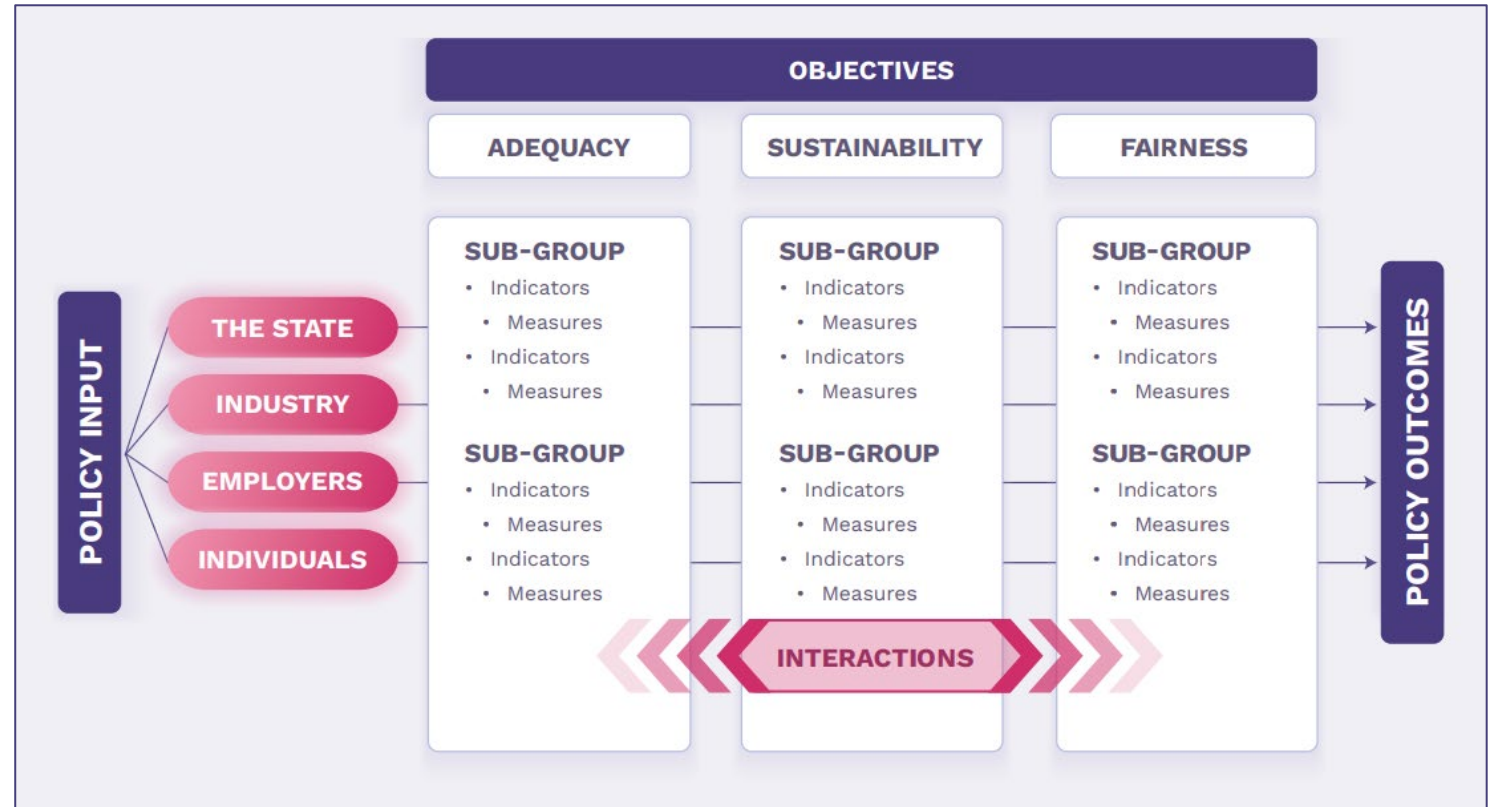 OBJECTIVES
ADEQUACY
SUSTAINABILITY
FAIRNESS
POLICY INPUT
THE STATE
INDUSTRY
EMPLOYERS
INDIVIDUALS
SUB-GROUP
• Indicators
• Measures
• Indicators
• Measures
SUB-GROUP
• Indicators
• Measures
• Indicators
• Measures
SUB-GROUP
• Indicators
• Measures
• Indicators
• Measures
SUB-GROUP
• Indicators
• Measures
• Indicators
• Measures
SUB-GROUP
• Indicators
• Measures
• Indicators
• Measures
SUB-GROUP
• Indicators
• Measures
• Indicators
• Measures
INTERACTIONS
POLICY OUTCOMES